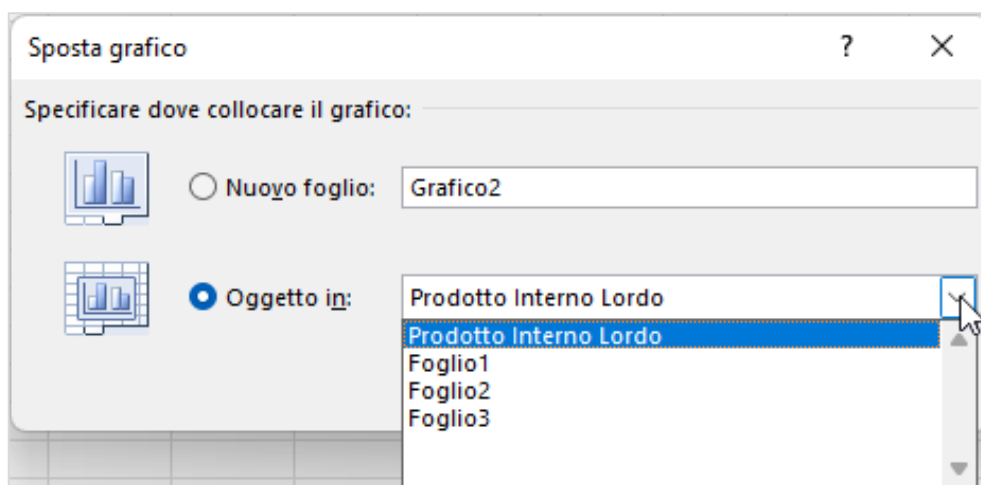 Sposta grafico ?
Specificare dove collocare il grafico:
Nuovo foglio: Grafico2
Oggetto in: Prodotto Interno Lordo
Prodotto Interno Lordo
Foglio1
Foglio2
Foglio3